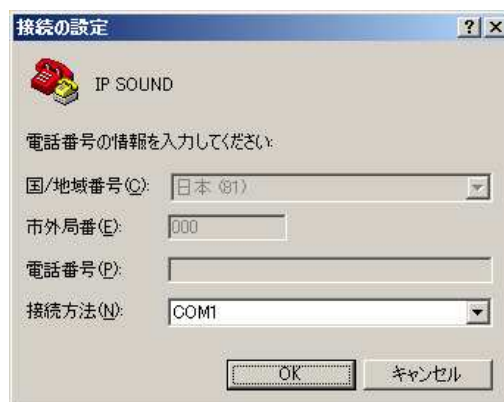 接続の設定
IP SOUND
電話番号の情報を入力してください:
国/地域番号(C): 日本 (81)
市外局番(E): 000
電話番号(P):
接続方法(N): COM1
OK キャンセル